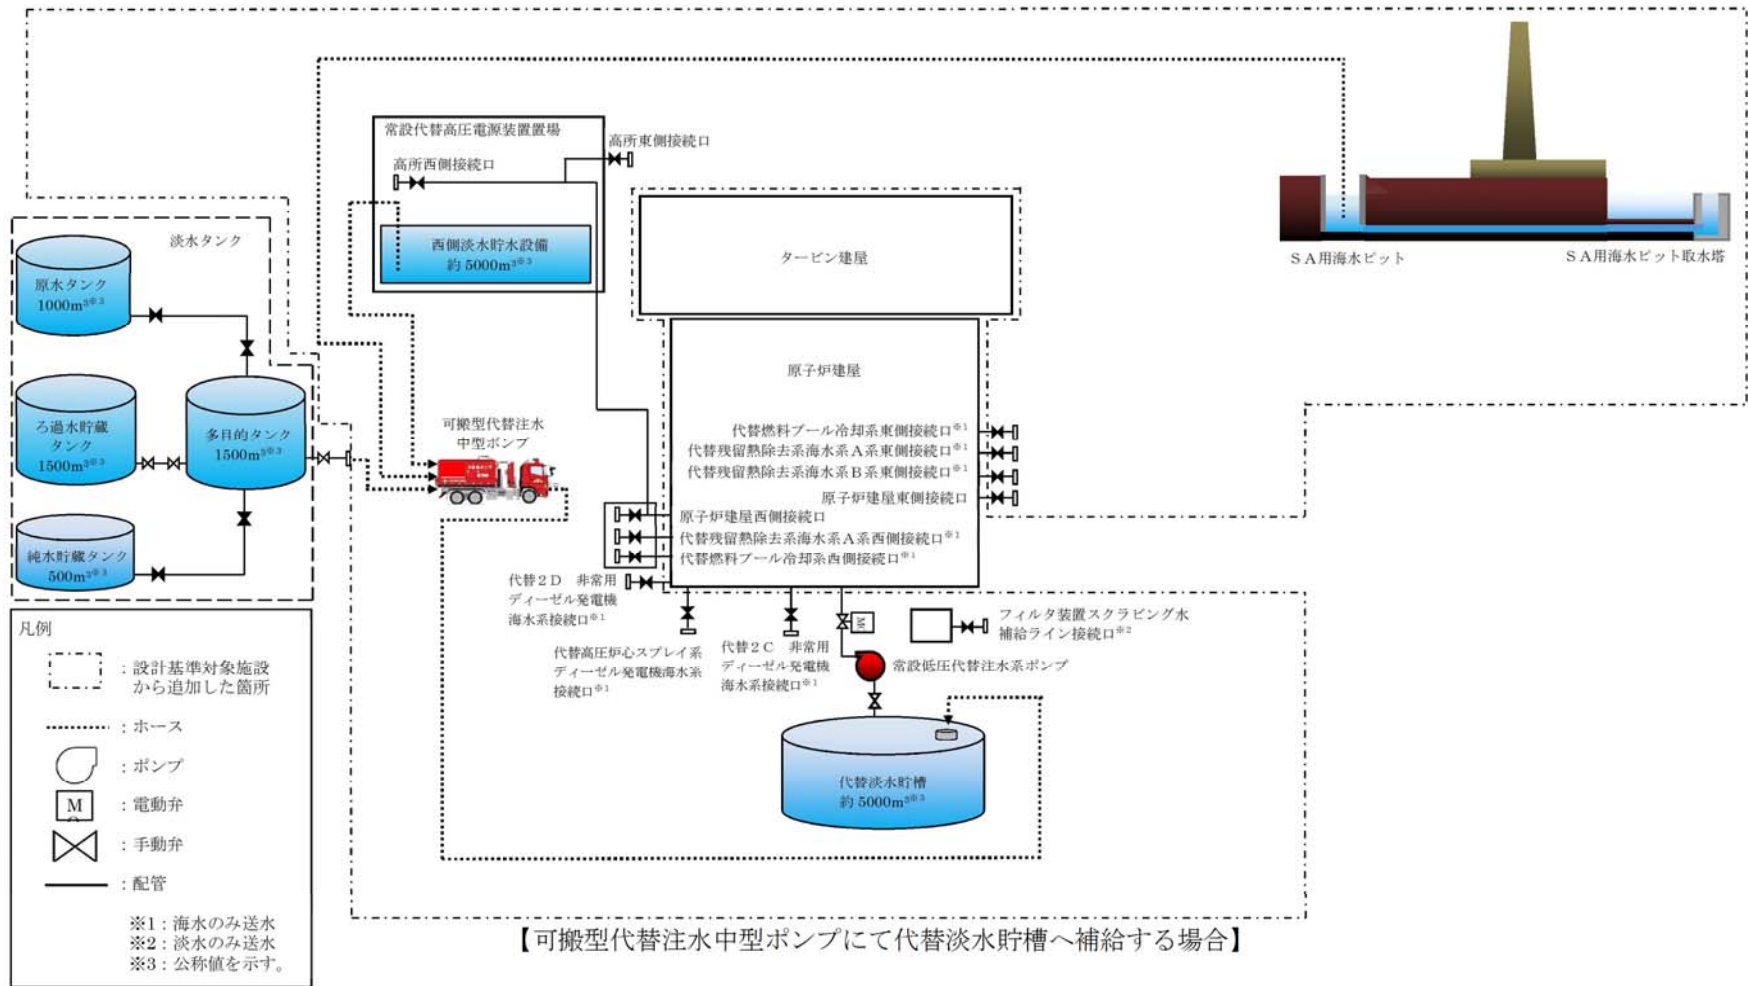 常設代替高圧電源装置置場
高所東側接続口
高所西側接続口
西側淡水貯水設備
約 5000m³※3
淡水タンク
原水タンク
1000m³※3
ろ過水貯蔵
タンク
1500m³※3
多目的タンク
1500m³※3
純水貯蔵タンク
500m³※3
タービン建屋
ＳＡ用海水ピット
ＳＡ用海水ピット取水塔
原子炉建屋
可搬型代替注水
中型ポンプ
代替燃料プール冷却系東側接続口※1
代替残留熱除去系海水系Ａ系東側接続口※1
代替残留熱除去系海水系Ｂ系東側接続口※1
原子炉建屋東側接続口
原子炉建屋西側接続口
代替残留熱除去系海水系Ａ系西側接続口※1
代替燃料プール冷却系西側接続口※1
代替２Ｄ　非常用
ディーゼル発電機
海水系接続口※1
代替高圧炉心スプレイ系
ディーゼル発電機海水系
接続口※1
代替２Ｃ　非常用
ディーゼル発電機
海水系接続口※1
M
フィルタ装置スクラビング水
補給ライン接続口※2
常設低圧代替注水系ポンプ
代替淡水貯槽
約 5000m³※3
凡例
：設計基準対象施設
から追加した箇所
：ホース
：ポンプ
M
：電動弁
：手動弁
：配管
※1：海水のみ送水
※2：淡水のみ送水
※3：公称値を示す。
【可搬型代替注水中型ポンプにて代替淡水貯槽へ補給する場合】